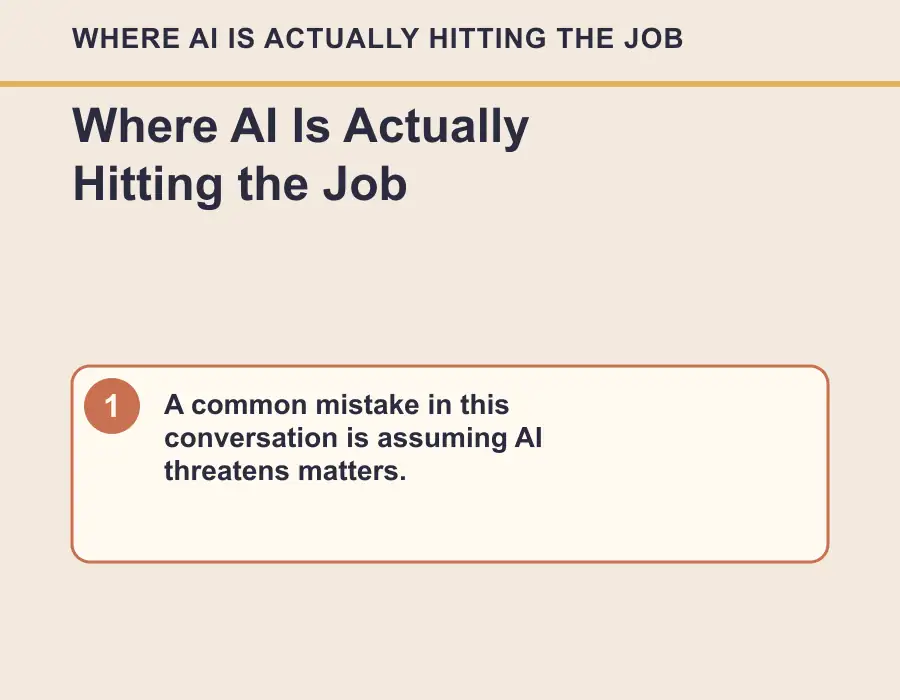 WHERE AI IS ACTUALLY HITTING THE JOB
Where AI Is Actually
Hitting the Job
1
A common mistake in this
conversation is assuming AI
threatens matters.